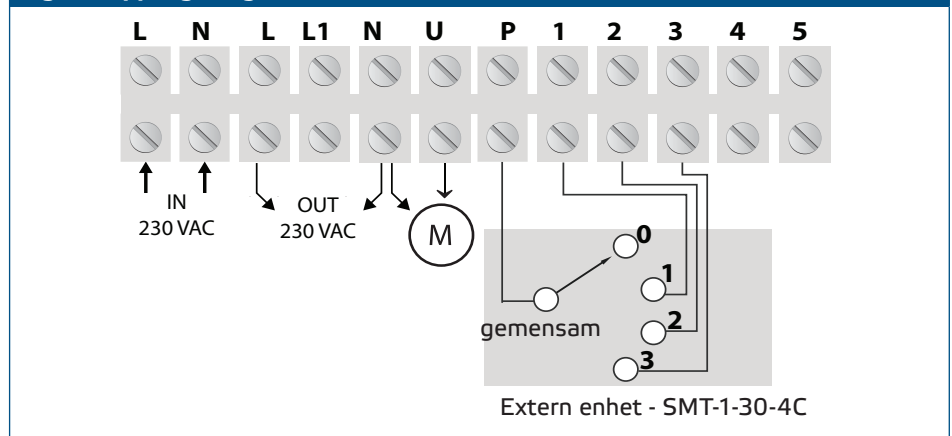 L N L L1 N U P 1 2 3 4 5
IN
230 VAC
OUT
230 VAC
M
0
1
2
3
gemensam
Extern enhet - SMT-1-30-4C